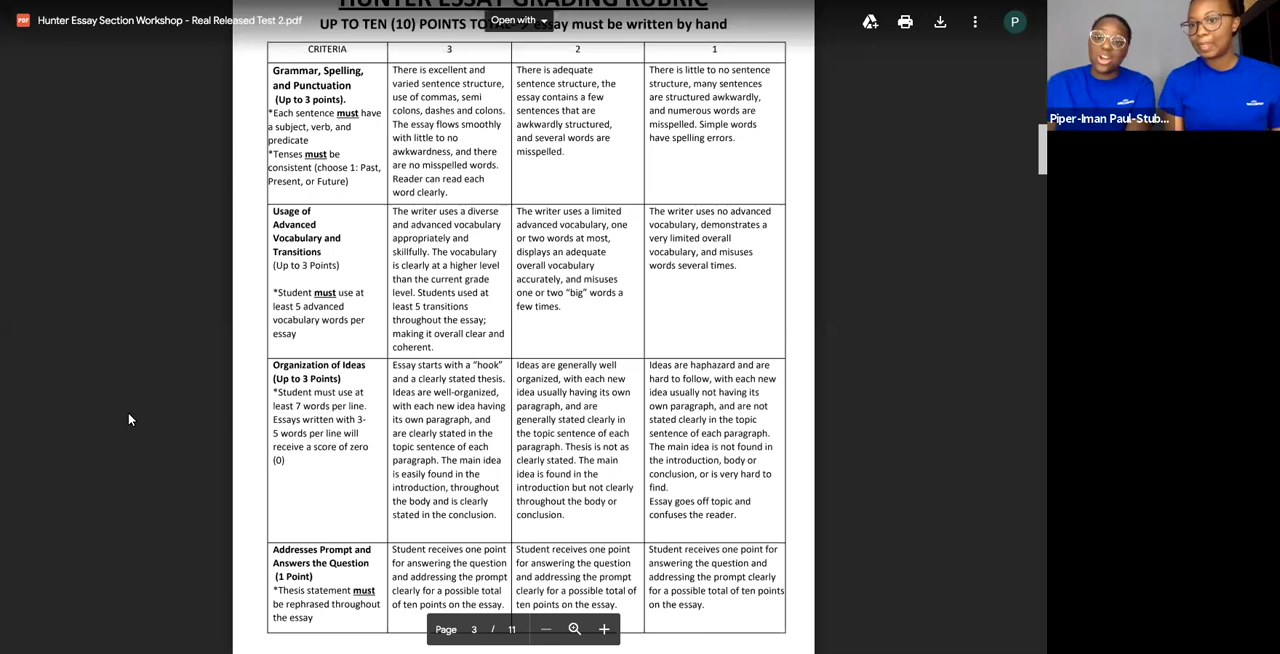 HUNTER ESSAY GRADING RUBRIC
Hunter Essay Section Workshop - Real Released Test 2.pdf
Open with
P
UP TO TEN (10) POINTS TO
essay must be written by hand
CRITERIA 3 2 1
Grammar, Spelling,
and Punctuation
(Up to 3 points).
*Each sentence must have
a subject, verb, and
predicate
*Tenses must be
consistent (choose 1: Past,
Present, or Future)
There is excellent and
varied sentence structure,
use of commas, semi
colons, dashes and colons.
The essay flows smoothly
with little to no
awkwardness, and there
are no misspelled words.
Reader can read each
word clearly.
There is adequate
sentence structure, the
essay contains a few
sentences that are
awkwardly structured,
and several words are
misspelled.
There is little to no sentence
structure, many sentences
are structured awkwardly,
and numerous words are
misspelled. Simple words
have spelling errors.
Usage of
Advanced
Vocabulary and
Transitions
(Up to 3 Points)
*Student must use at
least 5 advanced
vocabulary words per
essay
The writer uses a diverse
and advanced vocabulary
appropriately and
skillfully. The vocabulary
is clearly at a higher level
than the current grade
level. Students used at
least 5 transitions
throughout the essay;
making it overall clear and
coherent.
The writer uses a limited
advanced vocabulary, one
or two words at most,
displays an adequate
overall vocabulary
accurately, and misuses
one or two "big" words a
few times.
The writer uses no advanced
vocabulary, demonstrates a
very limited overall
vocabulary, and misuses
words several times.
Organization of Ideas
(Up to 3 Points)
*Student must use at
least 7 words per line.
Essays written with 3-
5 words per line will
receive a score of zero
(0)
Essay starts with a "hook"
and a clearly stated thesis.
Ideas are well-organized,
with each new idea having
its own paragraph, and
are clearly stated in the
topic sentence of each
paragraph. The main idea
is easily found in the
introduction, throughout
the body and is clearly
stated in the conclusion.
Ideas are generally well
organized, with each new
idea usually having its own
paragraph, and are
generally stated clearly in
the topic sentence of each
paragraph. Thesis is not as
clearly stated. The main
idea is found in the
introduction but not clearly
throughout the body or
conclusion.
Ideas are haphazard and are
hard to follow, with each new
idea usually not having its
own paragraph, and are not
stated clearly in the topic
sentence of each paragraph.
The main idea is not found in
the introduction, body or
conclusion, or is very hard to
find.
Essay goes off topic and
confuses the reader.
Addresses Prompt and
Answers the Question
(1 Point)
*Thesis statement must
be rephrased throughout
the essay
Student receives one point
for answering the question
and addressing the prompt
clearly for a possible total
of ten points on the essay.
Student receives one point
for answering the question
and addressing the prompt
clearly for a possible total of
ten points on the essay.
Student receives one point for
answering the question and
addressing the prompt clearly
for a possible total of ten points
on the essay.
Page 3 / 11
Piper-Iman Paul-Stub...